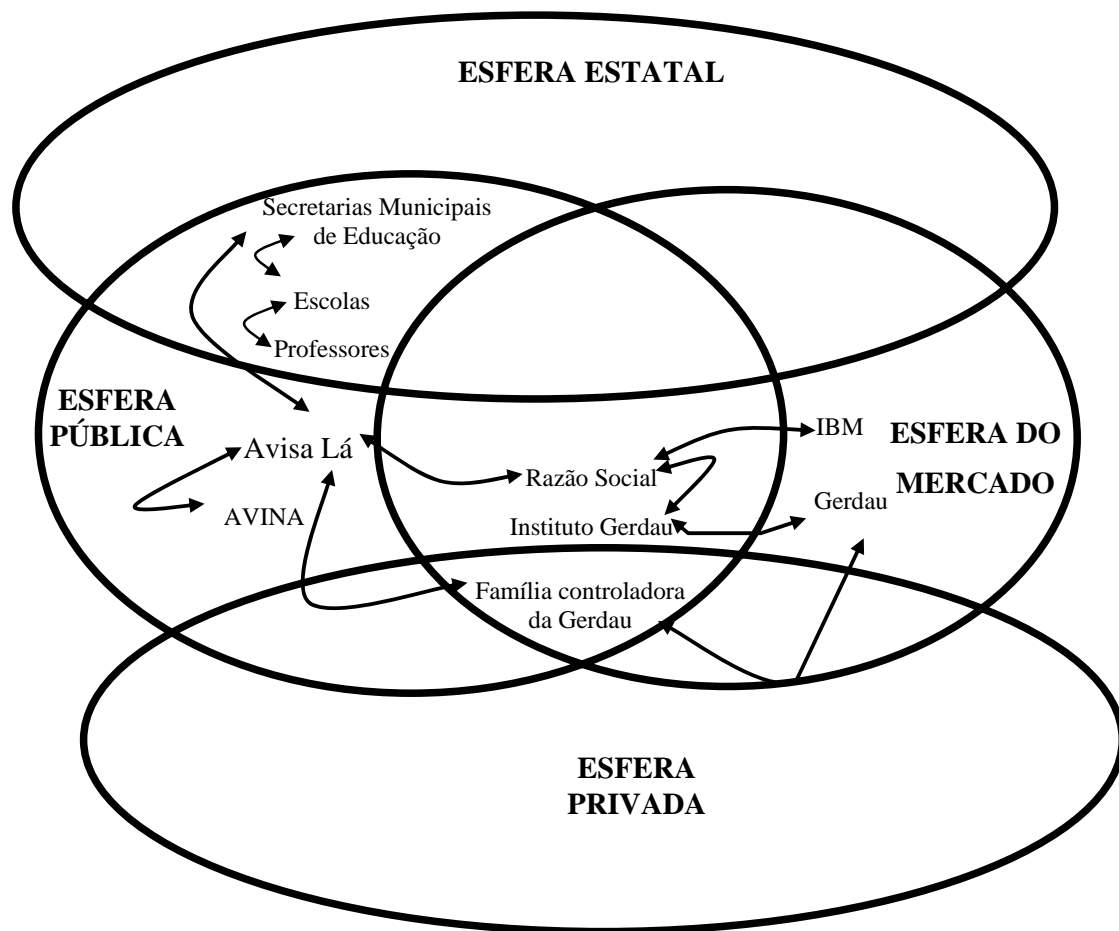 ESFERA ESTATAL
Secretarias Municipais
de Educação
Escolas
Professores
ESFERA
PÚBLICA
Avisa Lá
AVINA
Razão Social
Instituto Gerdau
IBM
Gerdau
ESFERA DO
MERCADO
Família controladora
da Gerdau
ESFERA
PRIVADA